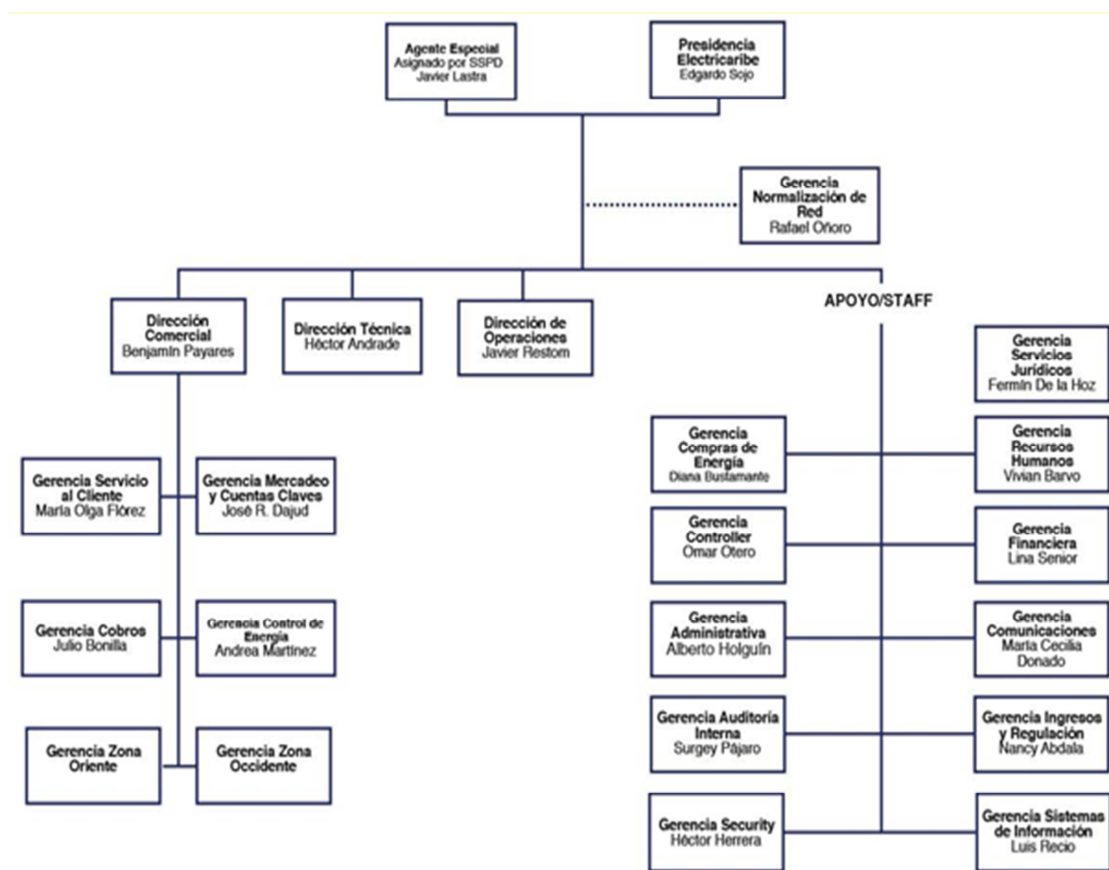 Agente Especial
Asignado por SSPD
Javier Lastra
Presidencia
Electricaribe
Edgardo Sojo
Gerencia
Normalización de
Red
Rafael Oñoro
Dirección
Comercial
Benjamín Payares
Dirección Técnica
Héctor Andrade
Dirección de
Operaciones
Javier Restom
APOYO/STAFF
Gerencia
Servicios
Jurídicos
Fermín De la Hoz
Gerencia
Compras de
Energía
Diana Bustamante
Gerencia
Recursos
Humanos
Vivian Barvo
Gerencia Servicio
al Cliente
María Olga Flórez
Gerencia Mercadeo
y Cuentas Claves
José R. Dajud
Gerencia
Controller
Omar Otero
Gerencia
Financiera
Lina Senior
Gerencia Cobros
Julio Bonilla
Gerencia Control de
Energía
Andrea Martínez
Gerencia
Administrativa
Alberto Holguín
Gerencia
Comunicaciones
María Cecilia
Donado
Gerencia Auditoría
Interna
Surgey Pájaro
Gerencia Ingresos
y Regulación
Nancy Abdala
Gerencia Zona
Oriente
Gerencia Zona
Occidente
Gerencia Security
Héctor Herrera
Gerencia Sistemas
de Información
Luis Recio